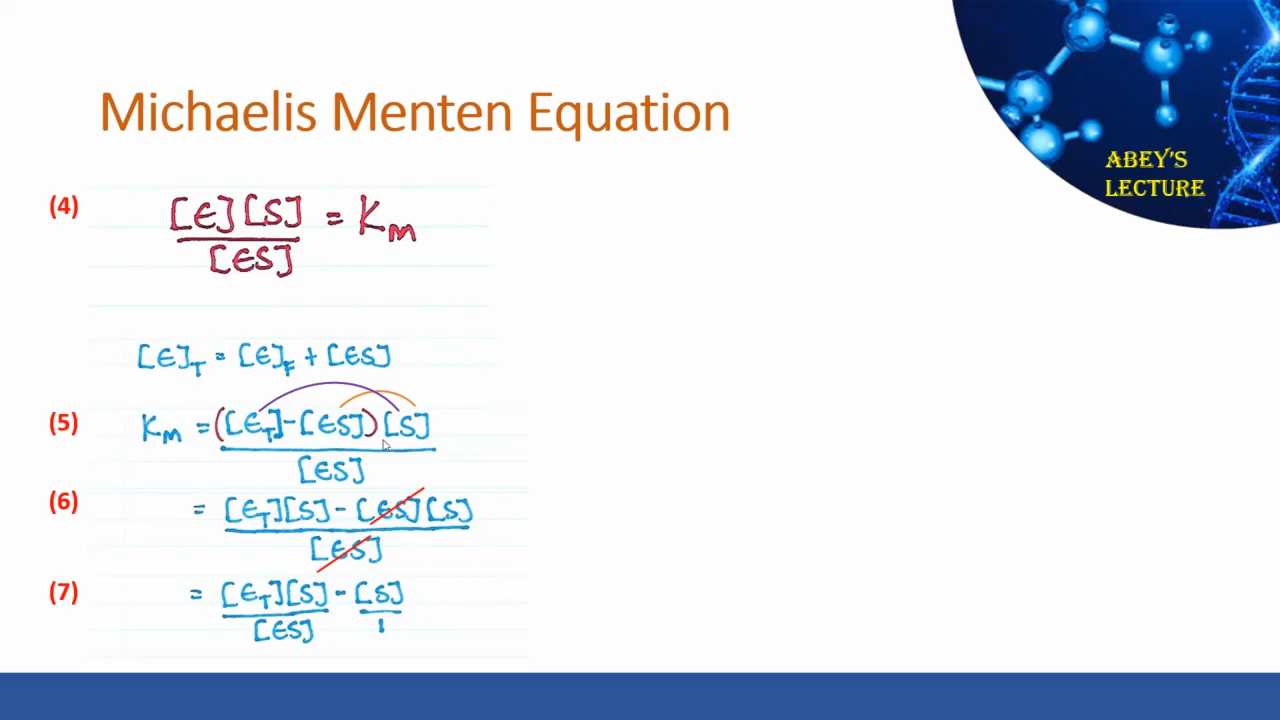 Michaelis Menten Equation
ABEY'S
LECTURE
(4) [E][S] = Km
[ES]
[E]T = [E]F + [ES]
(5) Km = ([ET]-[ES])[S]
[ES]
(6) = [ET][S] - [ES][S]
[ES]
(7) = [ET][S] - [S]
[ES] 1